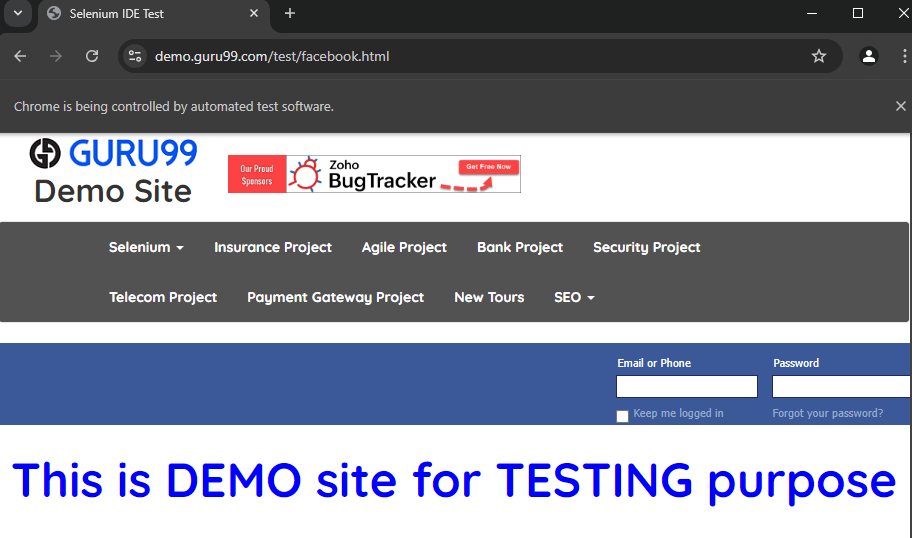 Selenium IDE Test
demo.guru99.com/test/facebook.html
Chrome is being controlled by automated test software.
GURU99
Demo Site
Our Proud
Sponsors
Zoho
BugTracker
Get Free Now
Selenium Insurance Project Agile Project Bank Project Security Project
Telecom Project Payment Gateway Project New Tours SEO
Email or Phone Password
Keep me logged in Forgot your password?
This is DEMO site for TESTING purpose